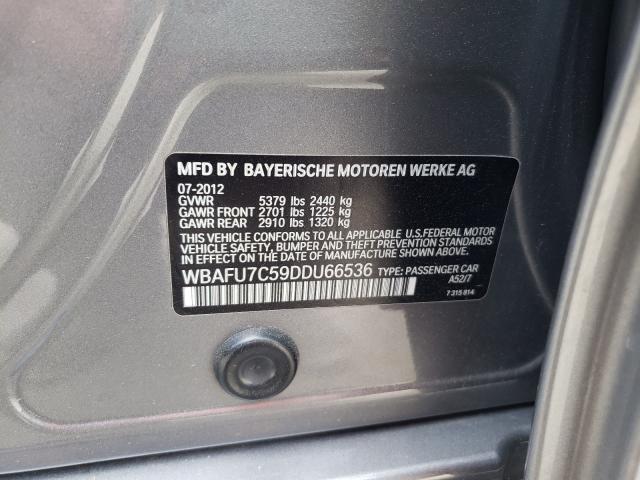 MFD BY BAYERISCHE MOTOREN WERKE AG
07-2012
GVWR 5379 lbs 2440 kg
GAWR FRONT 2701 lbs 1225 kg
GAWR REAR 2910 lbs 1320 kg
THIS VEHICLE CONFORMS TO ALL APPLICABLE U.S.FEDERAL MOTOR
VEHICLE SAFETY, BUMPER AND THEFT PREVENTION STANDARDS
IN EFFECT ON THE DATE OF MANUFACTURE SHOWN ABOVE.
WBAFU7C59DDU66536 TYPE: PASSENGER CAR
A52/7
7 315 814